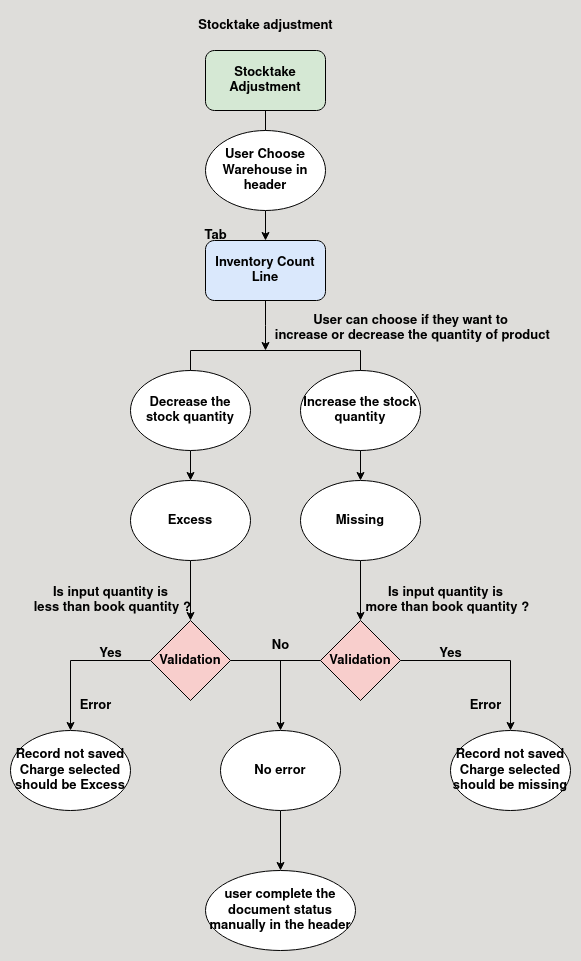 Stocktake adjustment
Stocktake
Adjustment
User Choose
Warehouse in
header
Tab
Inventory Count
Line
User can choose if they want to
increase or decrease the quantity of product
Decrease the
stock quantity
Increase the stock
quantity
Excess
Missing
Is input quantity is
less than book quantity ?
Is input quantity is
more than book quantity ?
Validation
Validation
Yes
No
Yes
Error
Error
Record not saved
Charge selected
should be Excess
No error
Record not saved
Charge selected
should be missing
user complete the
document status
manually in the header